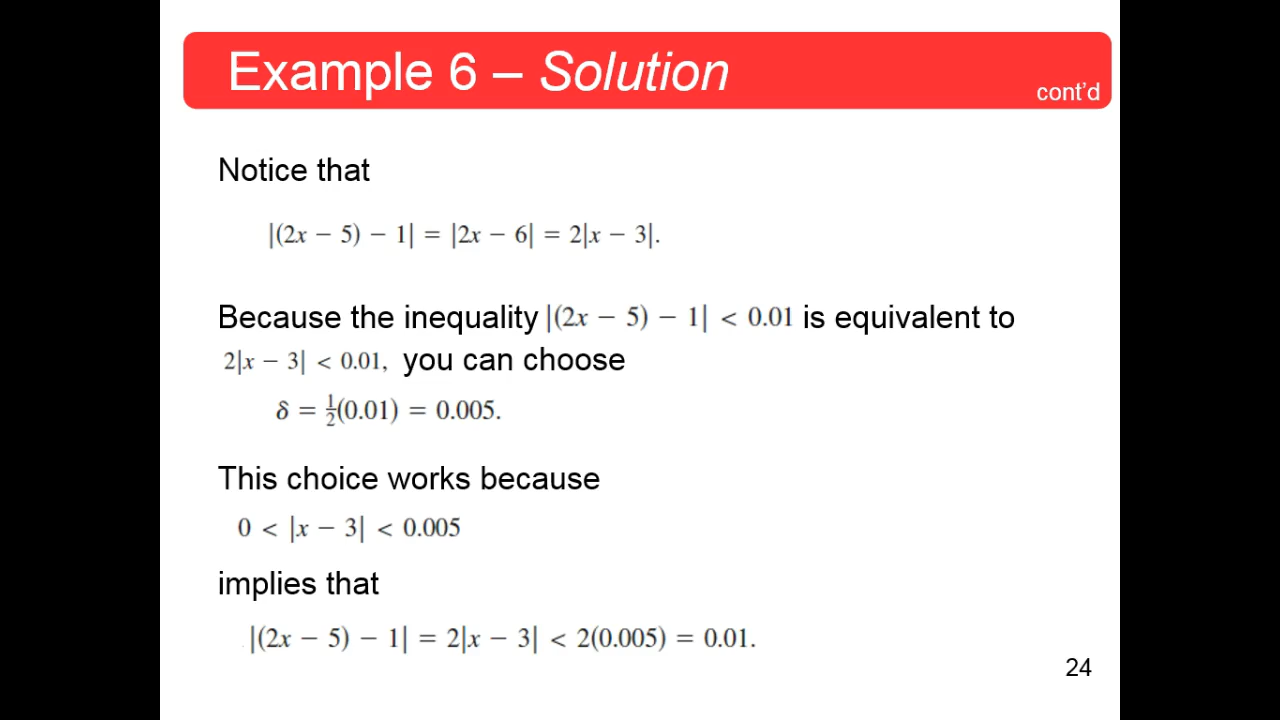 Example 6 – Solution
cont’d
Notice that
|(2x − 5) − 1| = |2x − 6| = 2|x − 3|.
Because the inequality |(2x − 5) − 1| < 0.01 is equivalent to
2|x − 3| < 0.01, you can choose
δ = ½(0.01) = 0.005.
This choice works because
0 < |x − 3| < 0.005
implies that
|(2x − 5) − 1| = 2|x − 3| < 2(0.005) = 0.01.
24